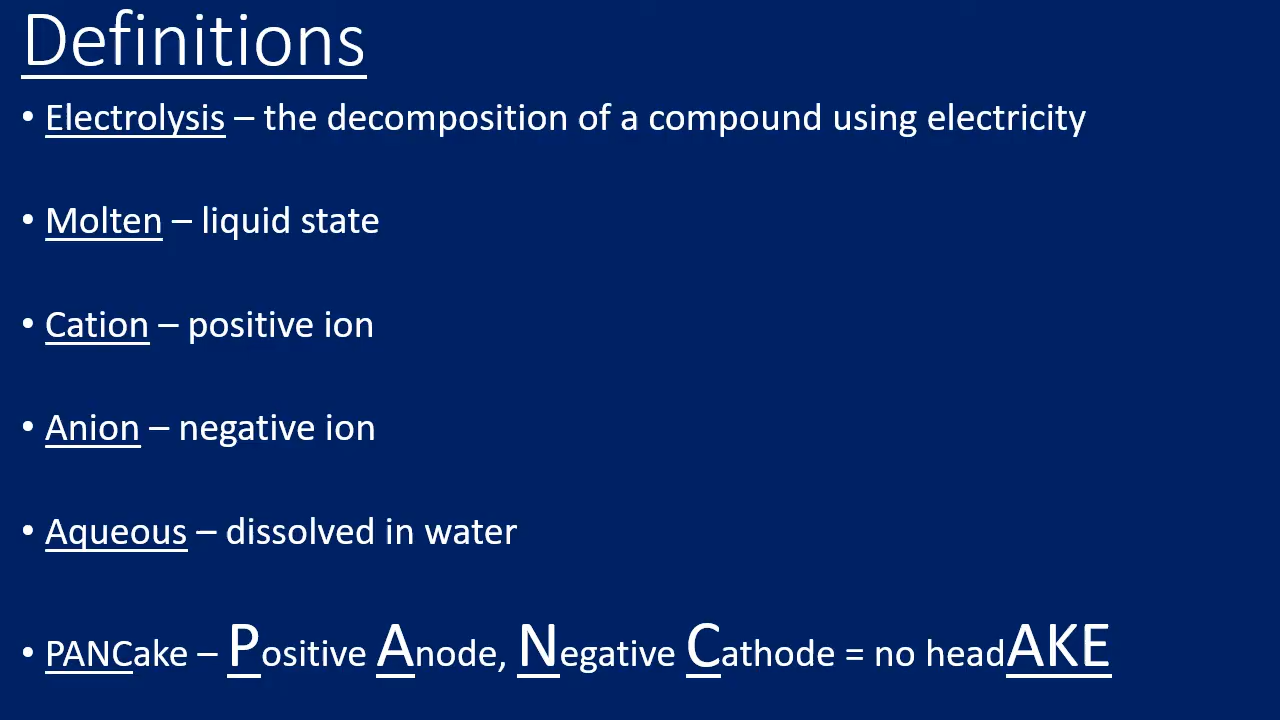 Definitions
• Electrolysis – the decomposition of a compound using electricity
• Molten – liquid state
• Cation – positive ion
• Anion – negative ion
• Aqueous – dissolved in water
• PANCake – Positive Anode, Negative Cathode = no headAKE